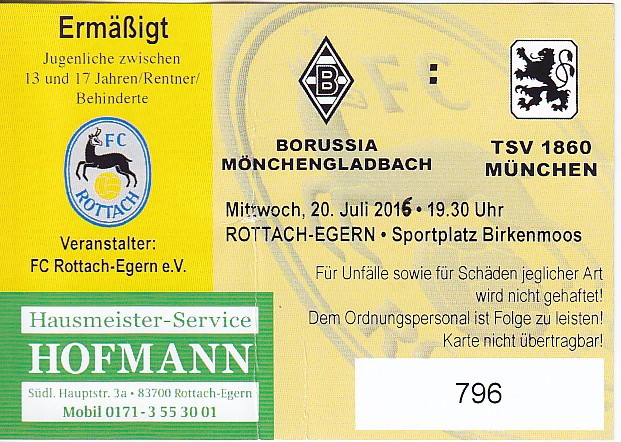 Ermäßigt
Jugenliche zwischen
13 und 17 Jahren/Rentner/
Behinderte
FC
ROTTACH
Veranstalter:
FC Rottach-Egern e.V.
Hausmeister-Service
HOFMANN
Südl. Hauptstr. 3a • 83700 Rottach-Egern
Mobil 0171-3 55 30 01
B
:
BORUSSIA
MÖNCHENGLADBACH
TSV 1860
MÜNCHEN
Mittwoch, 20. Juli 2016 • 19.30 Uhr
ROTTACH-EGERN • Sportplatz Birkenmoos
Für Unfälle sowie für Schäden jeglicher Art
wird nicht gehaftet!
Dem Ordnungspersonal ist Folge zu leisten!
Karte nicht übertragbar!
796